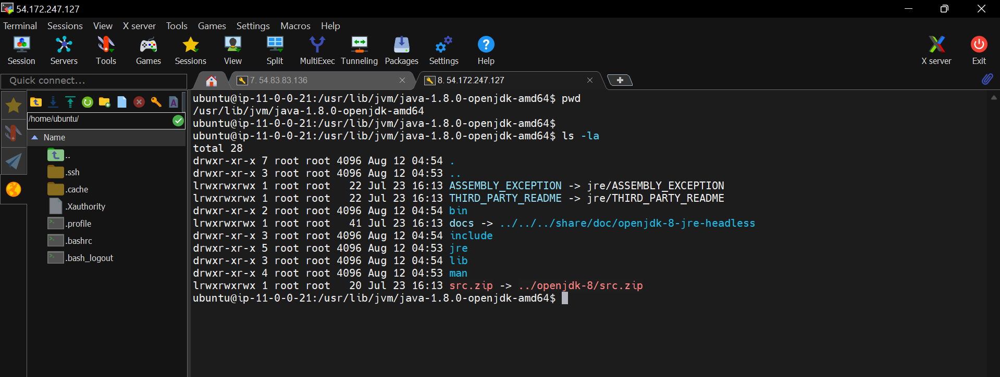 54.172.247.127
Terminal Sessions View X server Tools Games Settings Macros Help
Session Servers Tools Games Sessions View Split MultiExec Tunneling Packages Settings Help X server Exit
Quick connect...
7. 54.83.83.136
8. 54.172.247.127
/home/ubuntu/
Name
..
.ssh
.cache
.Xauthority
.profile
.bashrc
.bash_logout
ubuntu@ip-11-0-0-21:/usr/lib/jvm/java-1.8.0-openjdk-amd64$ pwd
/usr/lib/jvm/java-1.8.0-openjdk-amd64
ubuntu@ip-11-0-0-21:/usr/lib/jvm/java-1.8.0-openjdk-amd64$
ubuntu@ip-11-0-0-21:/usr/lib/jvm/java-1.8.0-openjdk-amd64$ ls -la
total 28
drwxr-xr-x 7 root root 4096 Aug 12 04:54 .
drwxr-xr-x 3 root root 4096 Aug 12 04:53 ..
lrwxrwxrwx 1 root root   22 Jul 23 16:13 ASSEMBLY_EXCEPTION -> jre/ASSEMBLY_EXCEPTION
lrwxrwxrwx 1 root root   22 Jul 23 16:13 THIRD_PARTY_README -> jre/THIRD_PARTY_README
drwxr-xr-x 2 root root 4096 Aug 12 04:54 bin
lrwxrwxrwx 1 root root   41 Jul 23 16:13 docs -> ../../../share/doc/openjdk-8-jre-headless
drwxr-xr-x 3 root root 4096 Aug 12 04:54 include
drwxr-xr-x 5 root root 4096 Aug 12 04:53 jre
drwxr-xr-x 3 root root 4096 Aug 12 04:54 lib
drwxr-xr-x 4 root root 4096 Aug 12 04:53 man
lrwxrwxrwx 1 root root   20 Jul 23 16:13 src.zip -> ../openjdk-8/src.zip
ubuntu@ip-11-0-0-21:/usr/lib/jvm/java-1.8.0-openjdk-amd64$